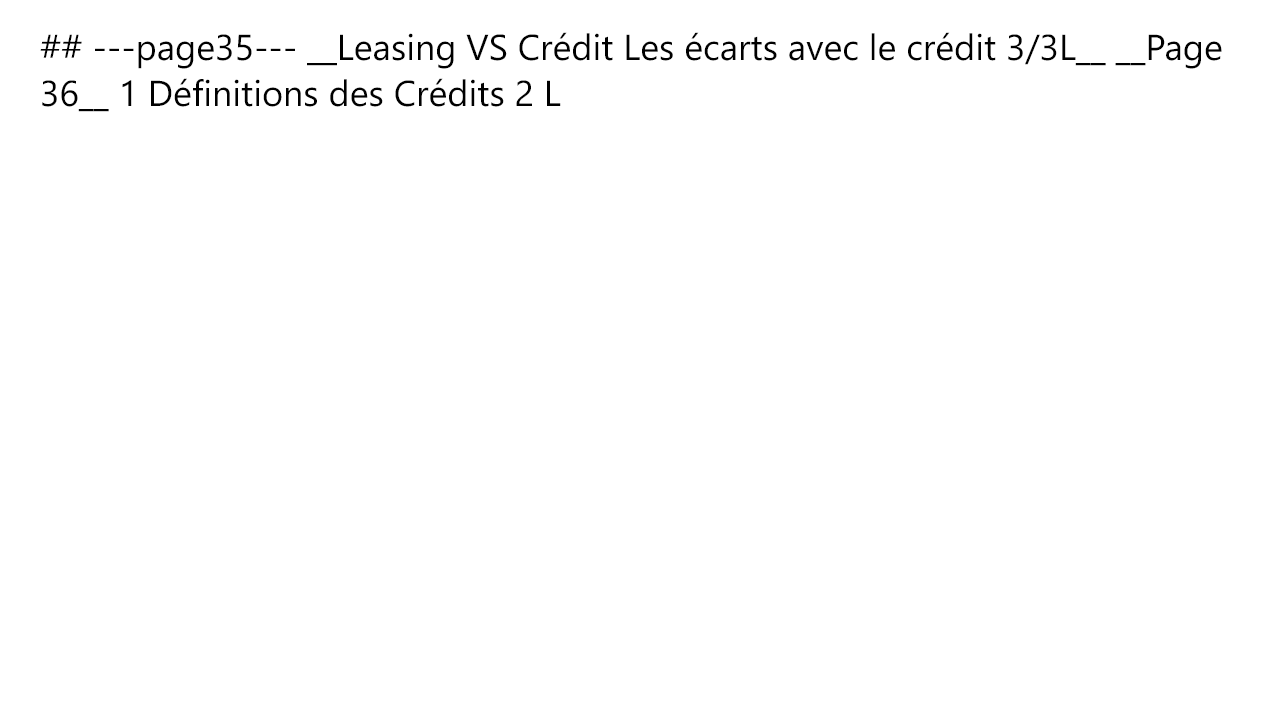 ## ---page35--- __Leasing VS Crédit Les écarts avec le crédit 3/3L__ __Page
36__ 1 Définitions des Crédits 2 L